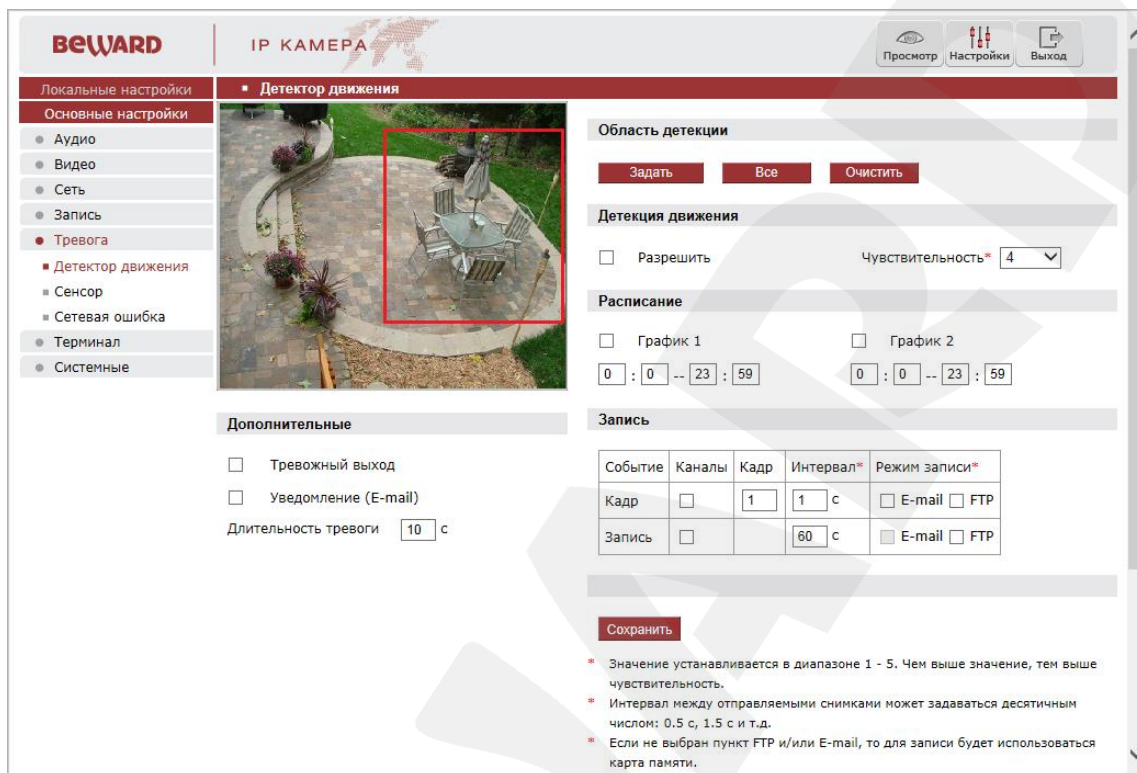 BEWARD
IP КАМЕРА
Просмотр
Настройки
Выход
Локальные настройки
Основные настройки
Аудио
Видео
Сеть
Запись
Тревога
Детектор движения
Сенсор
Сетевая ошибка
Терминал
Системные
Детектор движения
Дополнительные
Тревожный выход
Уведомление (E-mail)
Длительность тревоги 10 с
Область детекции
Задать Все Очистить
Детекция движения
Разрешить Чувствительность* 4
Расписание
График 1 График 2
0 : 0 -- 23 : 59 0 : 0 -- 23 : 59
Запись
Событие Каналы Кадр Интервал* Режим записи*
Кадр 1 1 с E-mail FTP
Запись 60 с E-mail FTP
Сохранить
* Значение устанавливается в диапазоне 1 - 5. Чем выше значение, тем выше
чувствительность.
* Интервал между отправляемыми снимками может задаваться десятичным
числом: 0.5 с, 1.5 с и т.д.
* Если не выбран пункт FTP и/или E-mail, то для записи будет использоваться
карта памяти.